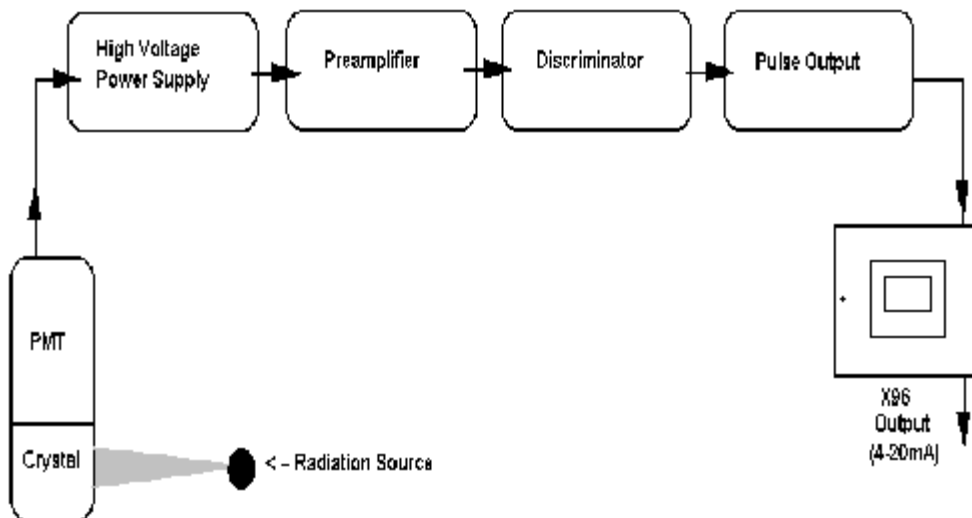 High Voltage
Power Supply
Preamplifier
Discriminator
Pulse Output
PMT
Crystal
< - Radiation Source
X96
Output
(4-20mA)